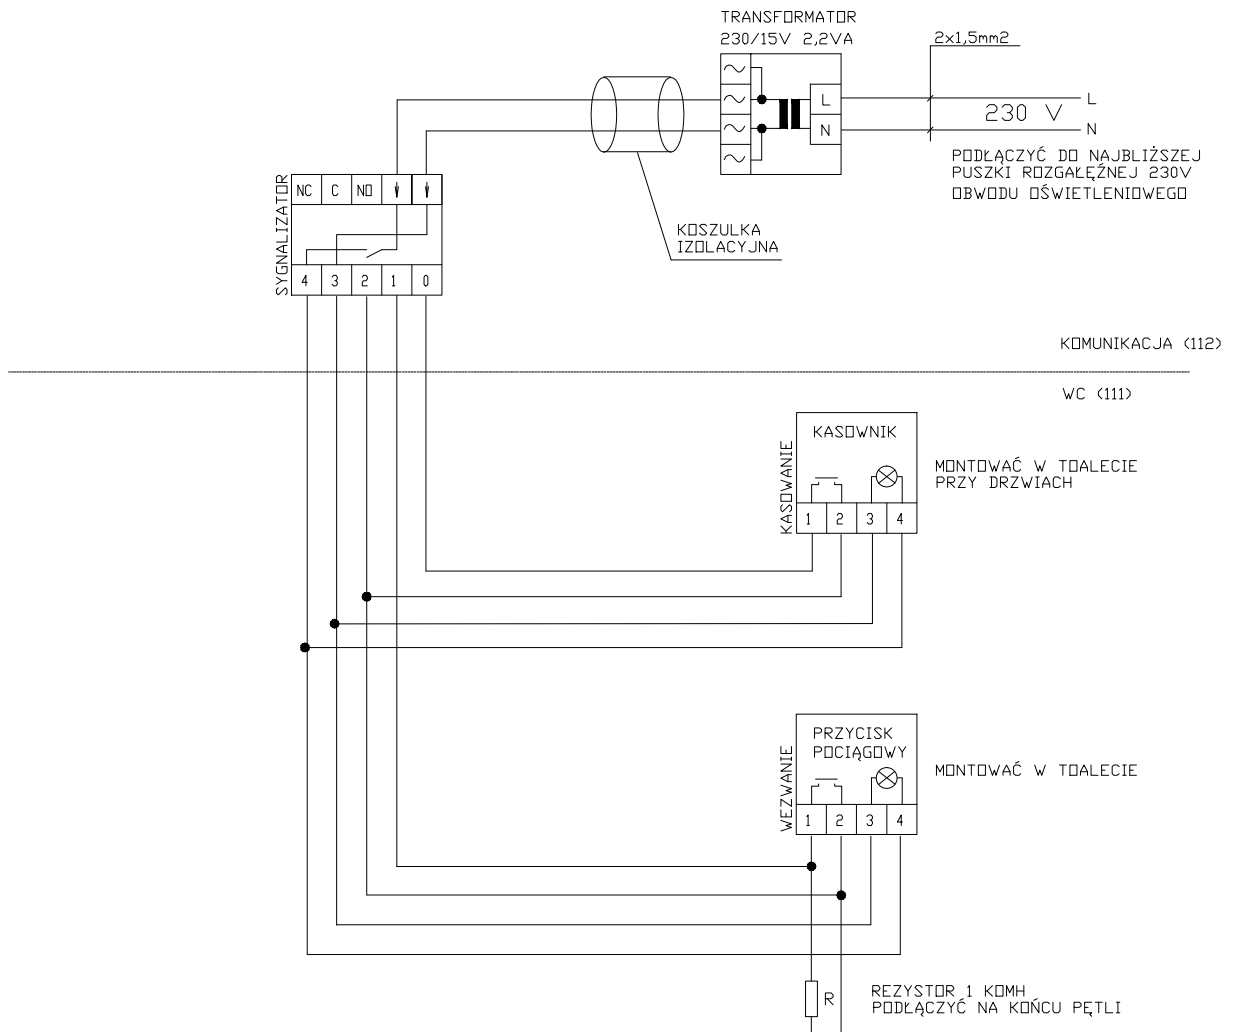 TRANSFORMATOR
230/15V 2,2VA
2x1,5mm2
L
N
L
230 V
N
PODŁĄCZYĆ DO NAJBLIŻSZEJ
PUSZKI ROZGAŁĘŹNEJ 230V
OBWODU OŚWIETLENIOWEGO
KOSZULKA
IZOLACYJNA
SYGNALIZATOR
NC C NO
4 3 2 1 0
KOMUNIKACJA (112)
WC (111)
KASOWANIE
KASOWNIK
1 2 3 4
MONTOWAĆ W TOALECIE
PRZY DRZWIACH
WEZWANIE
PRZYCISK
POCIĄGOWY
1 2 3 4
MONTOWAĆ W TOALECIE
R
REZYSTOR 1 KOMH
PODŁĄCZYĆ NA KOŃCU PĘTLI